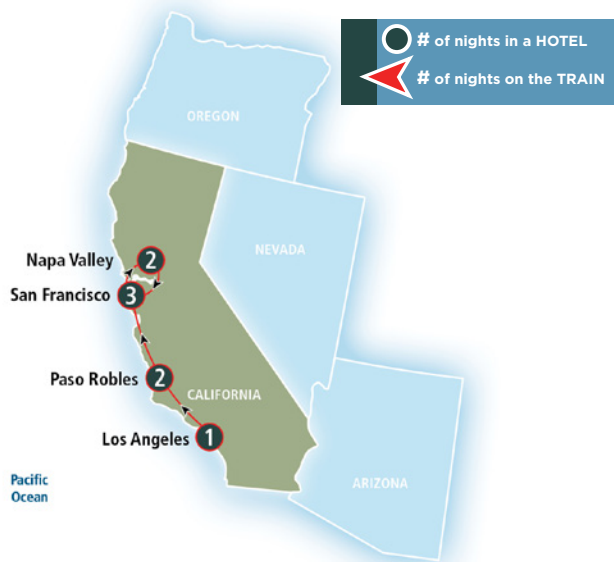 # of nights in a HOTEL
# of nights on the TRAIN
OREGON
NEVADA
Napa Valley 2
San Francisco 3
Paso Robles 2
CALIFORNIA
Los Angeles 1
Pacific
Ocean
ARIZONA